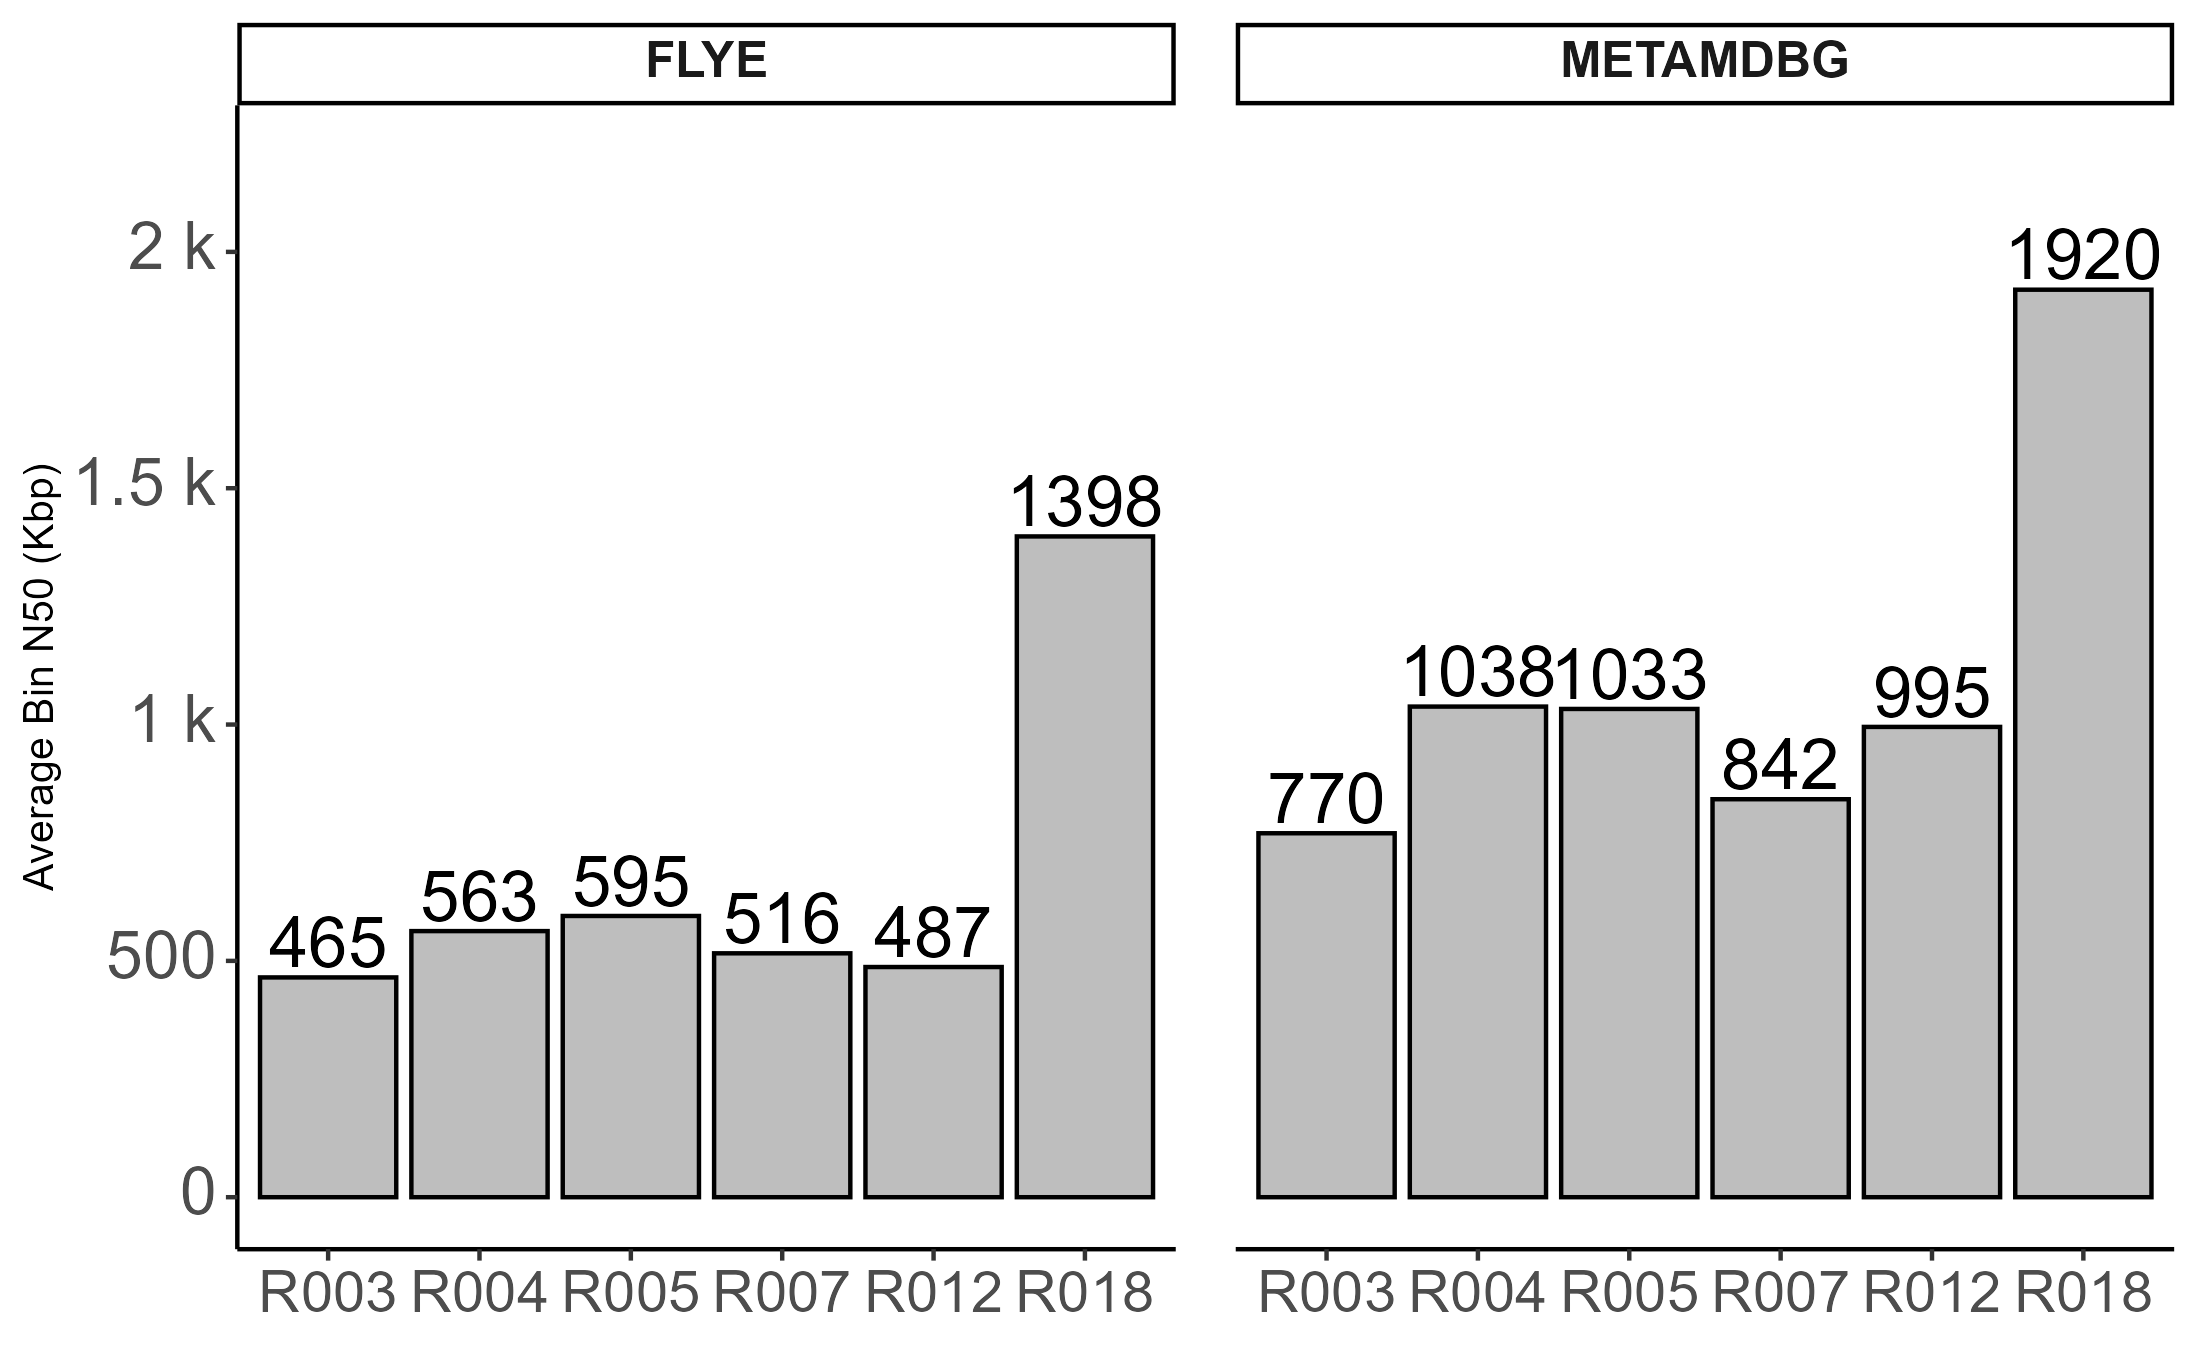 FLYE
METAMDBG
Average Bin N50 (Kbp)
2 k
1.5 k
1 k
500
0
465
563
595
516
487
1398
770
1038
1033
842
995
1920
R003 R004 R005 R007 R012 R018
R003 R004 R005 R007 R012 R018